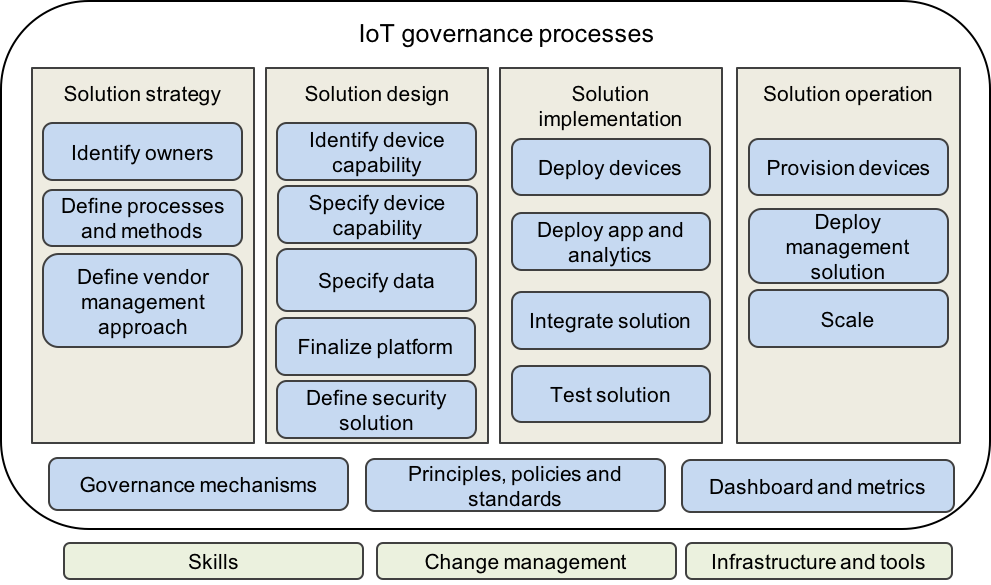 IoT governance processes
Solution strategy
Identify owners
Define processes
and methods
Define vendor
management
approach
Solution design
Identify device
capability
Specify device
capability
Specify data
Finalize platform
Define security
solution
Solution
implementation
Deploy devices
Deploy app and
analytics
Integrate solution
Test solution
Solution operation
Provision devices
Deploy
management
solution
Scale
Governance mechanisms
Principles, policies and
standards
Dashboard and metrics
Skills
Change management
Infrastructure and tools